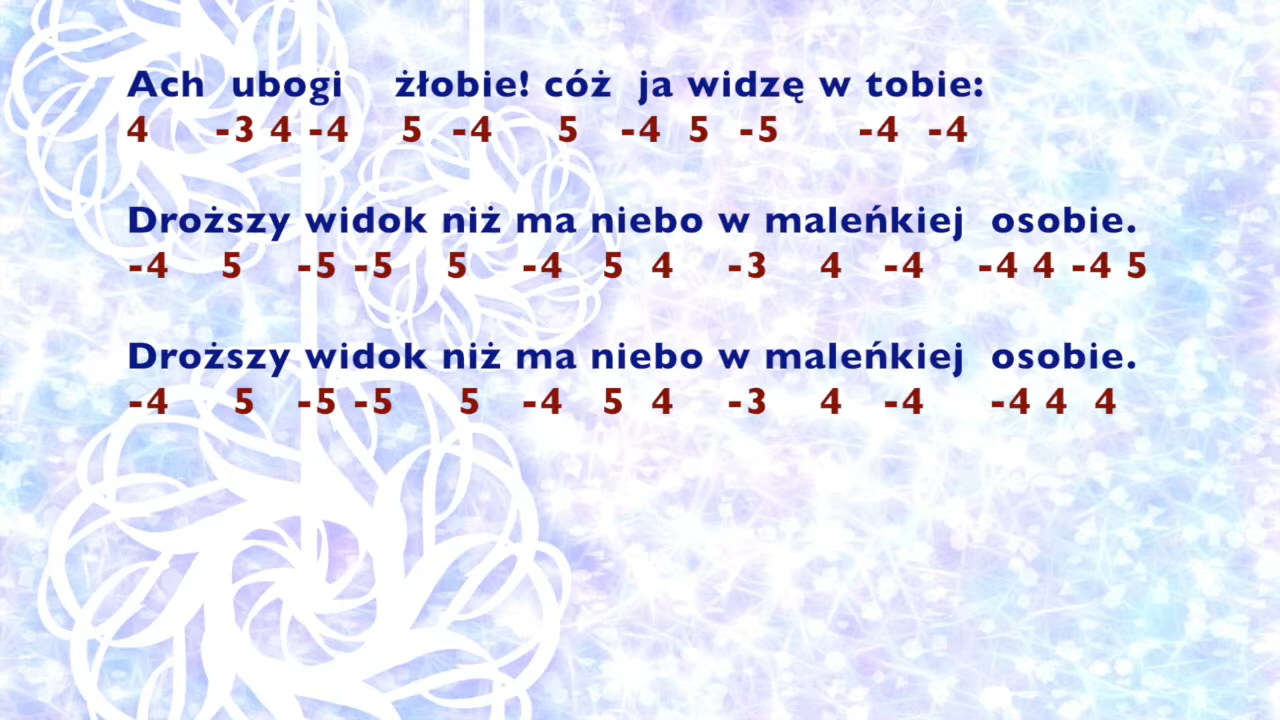 Ach ubogi żłobie! cóż ja widzę w tobie:
4 -3 4 -4 5 -4 5 -4 5 -5 -4 -4
Droższy widok niż ma niebo w maleńkiej osobie.
-4 5 -5 -5 5 -4 5 4 -3 4 -4 -4 4 -4 5
Droższy widok niż ma niebo w maleńkiej osobie.
-4 5 -5 -5 5 -4 5 4 -3 4 -4 -4 4 4